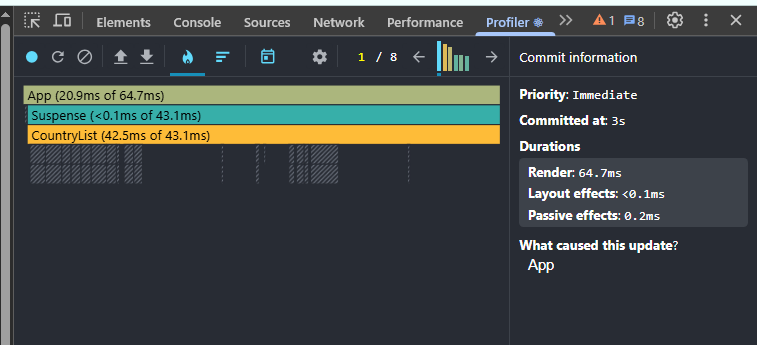 Elements Console Sources Network Performance Profiler 1 8
1 / 8
Commit information
App (20.9ms of 64.7ms)
Suspense (<0.1ms of 43.1ms)
CountryList (42.5ms of 43.1ms)
Priority: Immediate
Committed at: 3s
Durations
Render: 64.7ms
Layout effects: <0.1ms
Passive effects: 0.2ms
What caused this update?
App